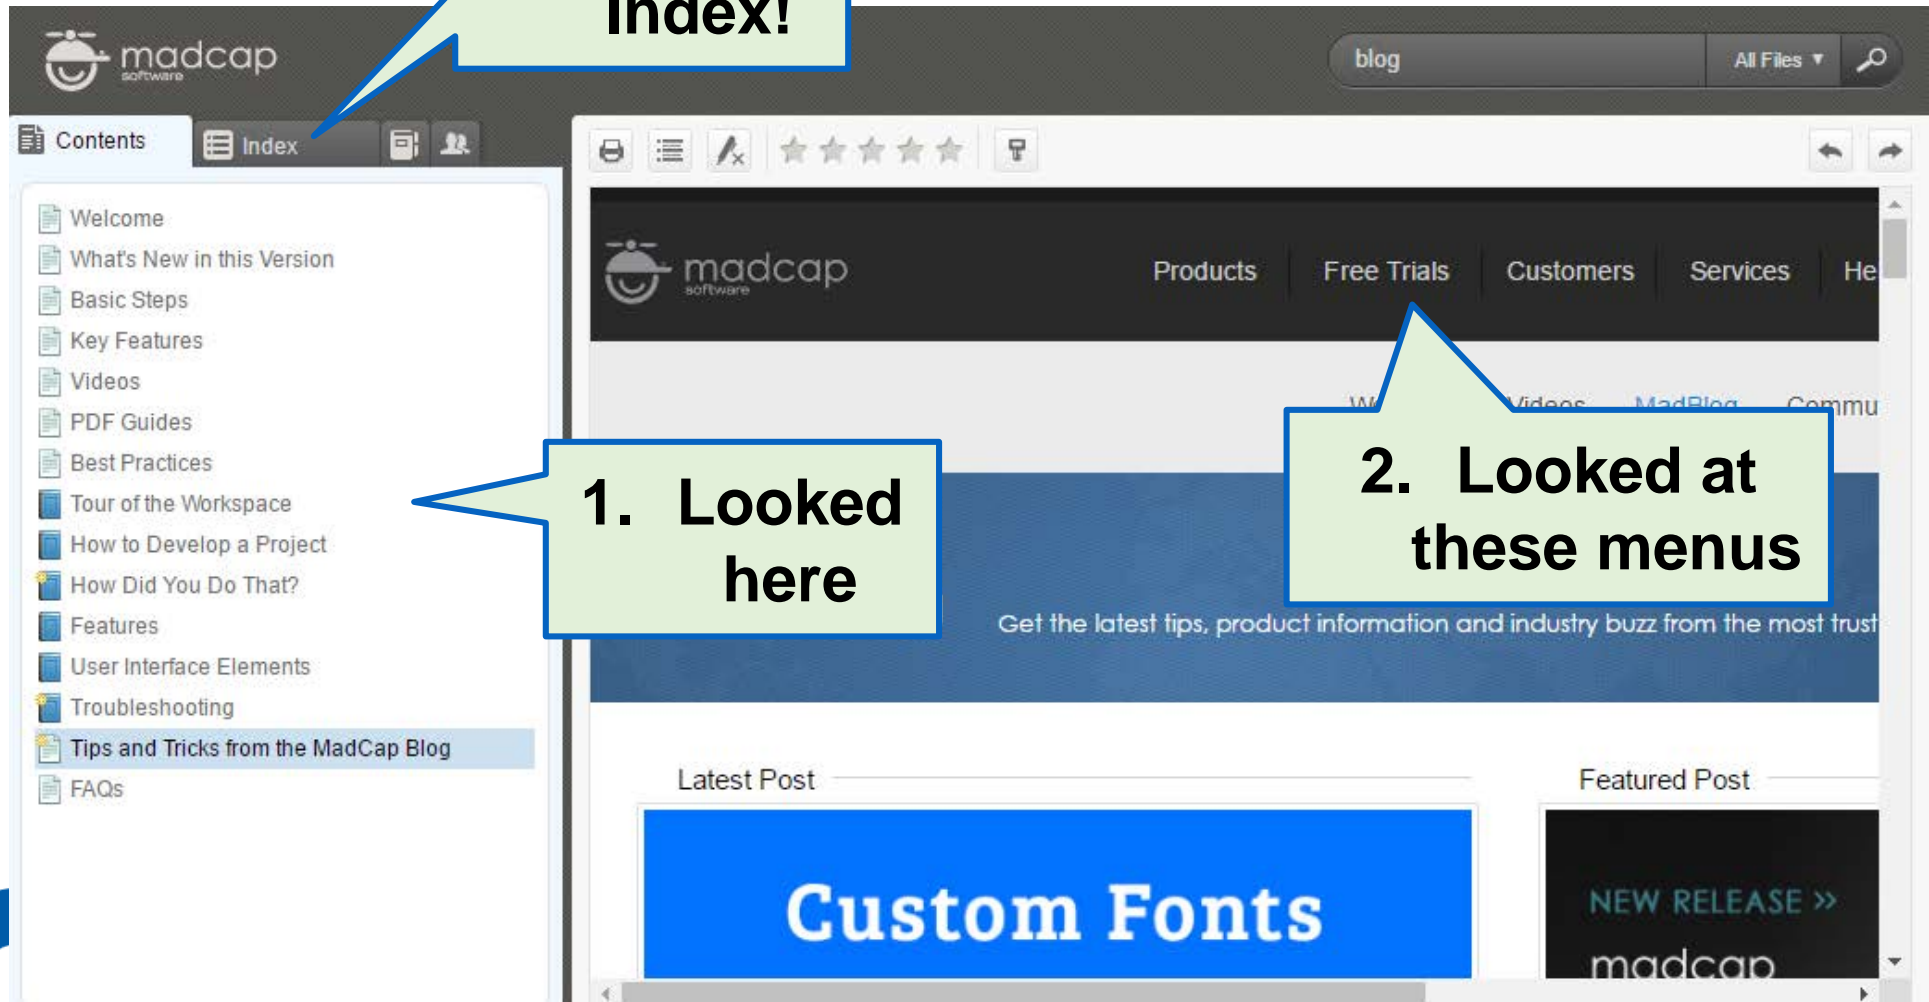 Index!
madcap
software
blog
All Files
Contents
Index
Welcome
What's New in this Version
Basic Steps
Key Features
Videos
PDF Guides
Best Practices
Tour of the Workspace
How to Develop a Project
How Did You Do That?
Features
User Interface Elements
Troubleshooting
Tips and Tricks from the MadCap Blog
FAQs
1. Looked
here
madcap
software
Products Free Trials Customers Services He
Videos MadBlog Commu
2. Looked at
these menus
Get the latest tips, product information and industry buzz from the most trust
Latest Post
Custom Fonts
Featured Post
NEW RELEASE >>
madcap